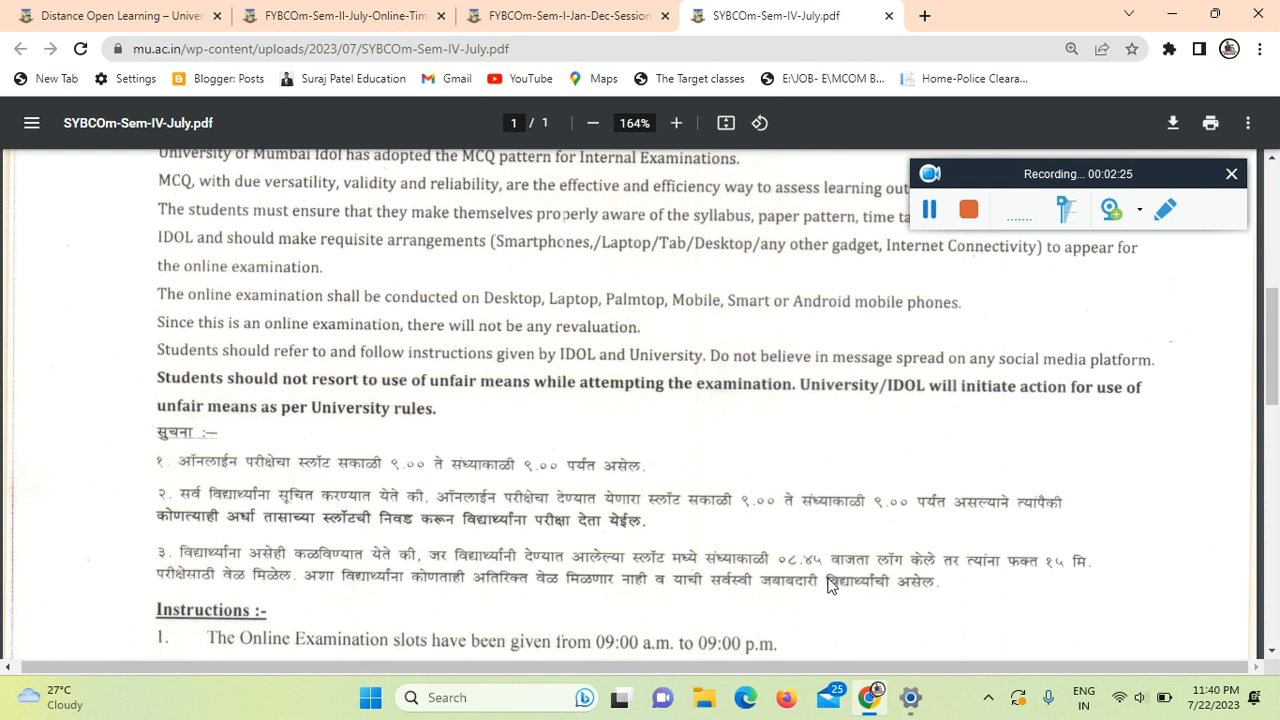 Distance Open Learning – Univer
FYBCOm-Sem-II-July-Online-Tim
FYBCOm-Sem-I-Jan-Dec-Session
SYBCOm-Sem-IV-July.pdf
mu.ac.in/wp-content/uploads/2023/07/SYBCOm-Sem-IV-July.pdf
New Tab Settings Blogger: Posts Suraj Patel Education Gmail YouTube Maps The Target classes E:\JOB- E\MCOM B... Home-Police Cleara...
SYBCOm-Sem-IV-July.pdf 1 / 1 164%
University of Mumbai Idol has adopted the MCQ pattern for Internal Examinations.
Recording... 00:02:25
MCQ, with due versatility, validity and reliability, are the effective and efficiency way to assess learning out
The students must ensure that they make themselves properly aware of the syllabus, paper pattern, time ta
IDOL and should make requisite arrangements (Smartphones,/Laptop/Tab/Desktop/any other gadget, Internet Connectivity) to appear for
the online examination.
The online examination shall be conducted on Desktop, Laptop, Palmtop, Mobile, Smart or Android mobile phones.
Since this is an online examination, there will not be any revaluation.
Students should refer to and follow instructions given by IDOL and University. Do not believe in message spread on any social media platform.
Students should not resort to use of unfair means while attempting the examination. University/IDOL will initiate action for use of
unfair means as per University rules.
सुचना :–
१. ऑनलाईन परीक्षेचा स्लॉट सकाळी ९.०० ते संध्याकाळी ९.०० पर्यंत असेल.
२. सर्व विद्यार्थ्यांना सूचित करण्यात येते की, ऑनलाईन परीक्षेचा देण्यात येणारा स्लॉट सकाळी ९.०० ते संध्याकाळी ९.०० पर्यंत असल्याने त्यांपैकी
कोणत्याही अर्धा तासाच्या स्लॉटची निवड करून विद्यार्थ्यांना परीक्षा देता येईल.
३. विद्यार्थ्यांना असेही कळविण्यात येते की, जर विद्यार्थ्यांनी देण्यात आलेल्या स्लॉट मध्ये संध्याकाळी ०८.४५ वाजता लॉग केले तर त्यांना फक्त १५ मि.
परीक्षेसाठी वेळ मिळेल. अशा विद्यार्थ्यांना कोणताही अतिरिक्त वेळ मिळणार नाही व याची सर्वस्वी जबाबदारी विद्यार्थ्यांची असेल.
Instructions :-
1. The Online Examination slots have been given from 09:00 a.m. to 09:00 p.m.
27°C
Cloudy
Search
25
ENG
IN
11:40 PM
7/22/2023